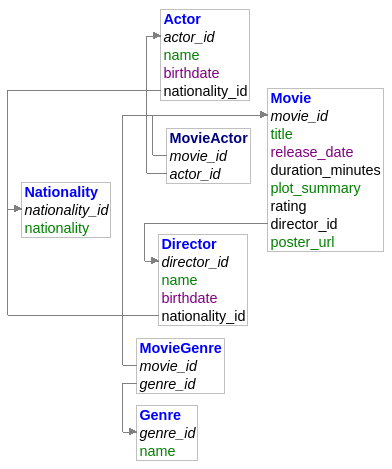 Actor
actor_id
name
birthdate
nationality_id
Movie
movie_id
title
release_date
duration_minutes
plot_summary
rating
director_id
poster_url
MovieActor
movie_id
actor_id
Nationality
nationality_id
nationality
Director
director_id
name
birthdate
nationality_id
MovieGenre
movie_id
genre_id
Genre
genre_id
name